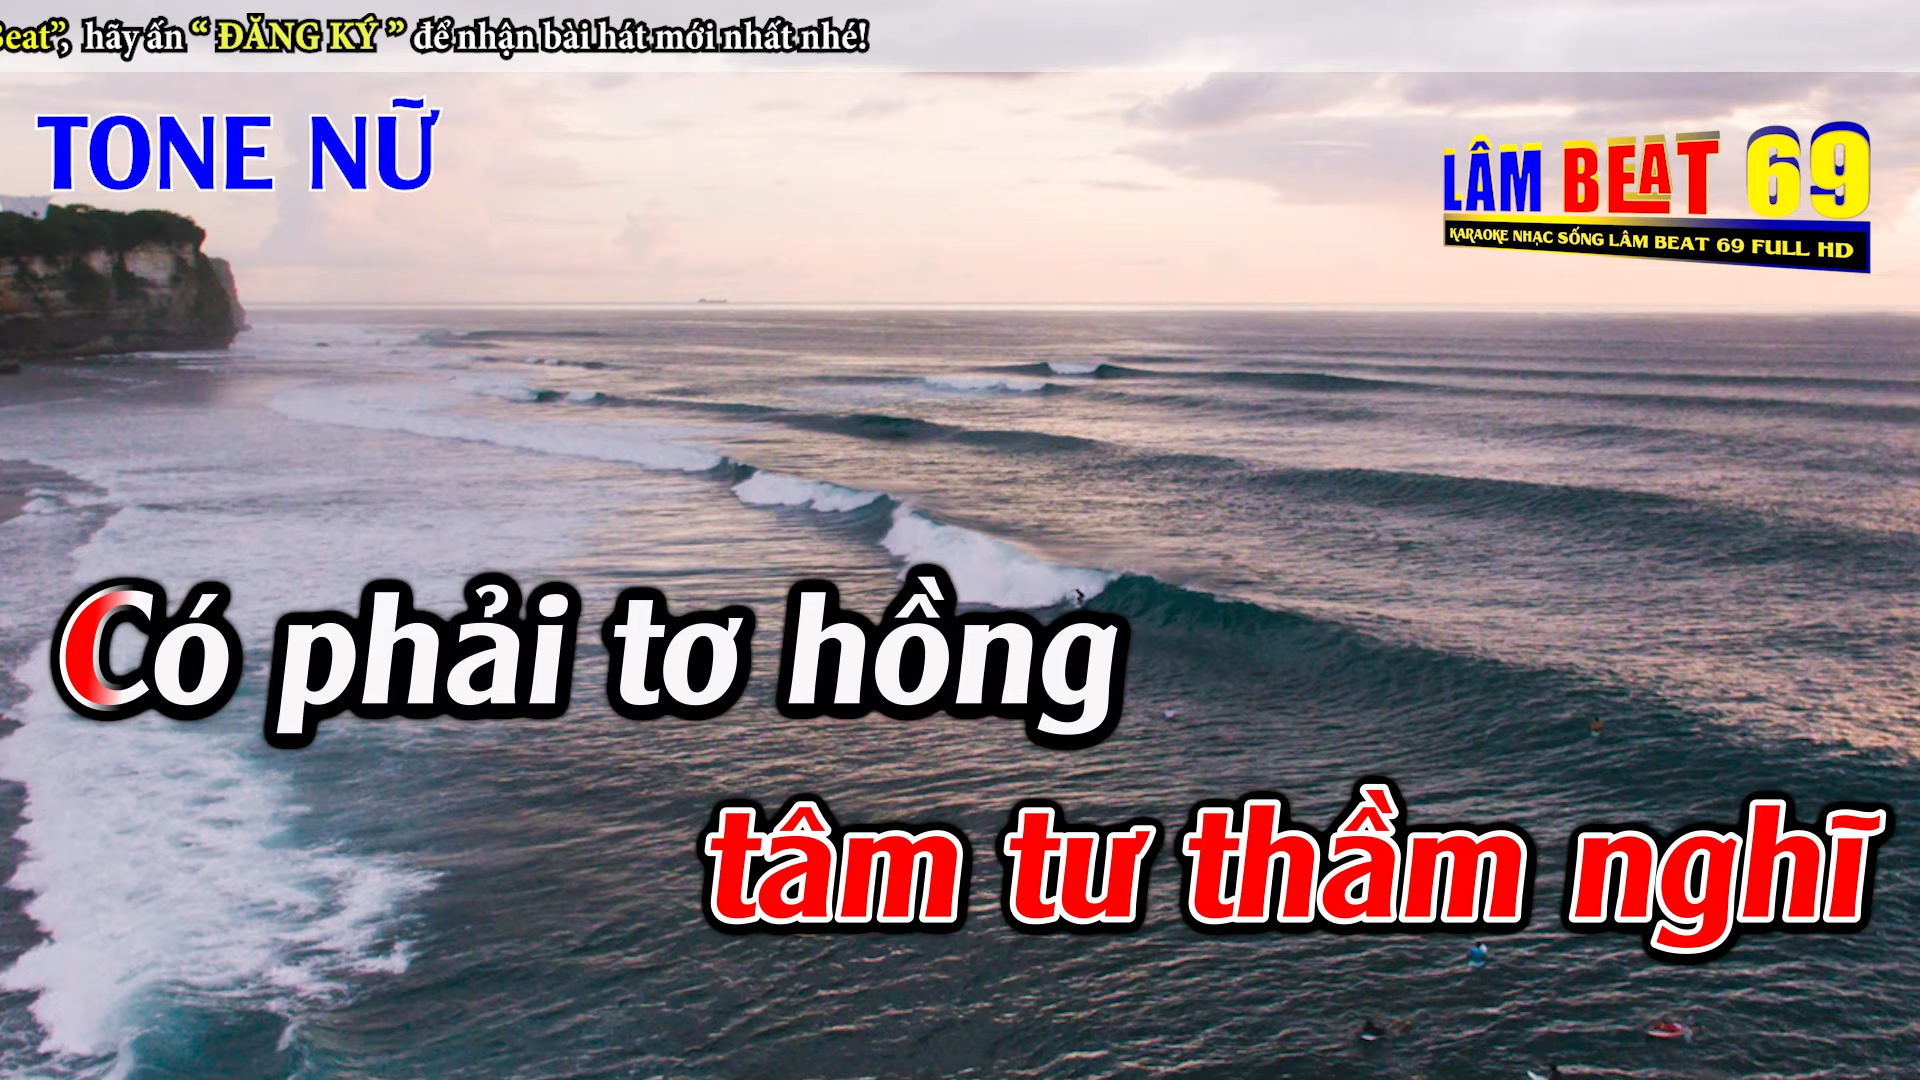 Beat”, hãy ấn “ ĐĂNG KÝ ” để nhận bài hát mới nhất nhé!
TONE NỮ
LÂM BEAT 69
KARAOKE NHẠC SỐNG LÂM BEAT 69 FULL HD
Có phải tơ hồng
tâm tư thầm nghĩ